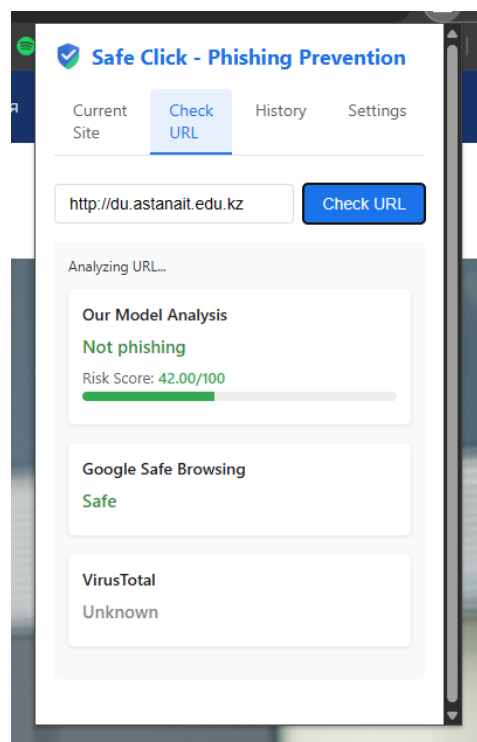 Safe Click - Phishing Prevention
я
Current
Site
Check
URL
History
Settings
http://du.astanait.edu.kz
Check URL
Analyzing URL...
Our Model Analysis
Not phishing
Risk Score: 42.00/100
Google Safe Browsing
Safe
VirusTotal
Unknown